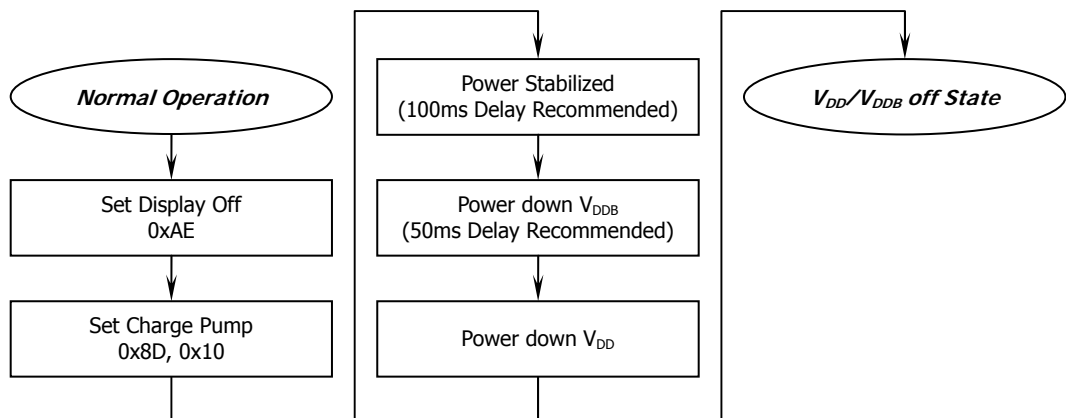 Normal Operation
Set Display Off
0xAE
Set Charge Pump
0x8D, 0x10
Power Stabilized
(100ms Delay Recommended)
Power down VDDB
(50ms Delay Recommended)
Power down VDD
VDD/VDDB off State